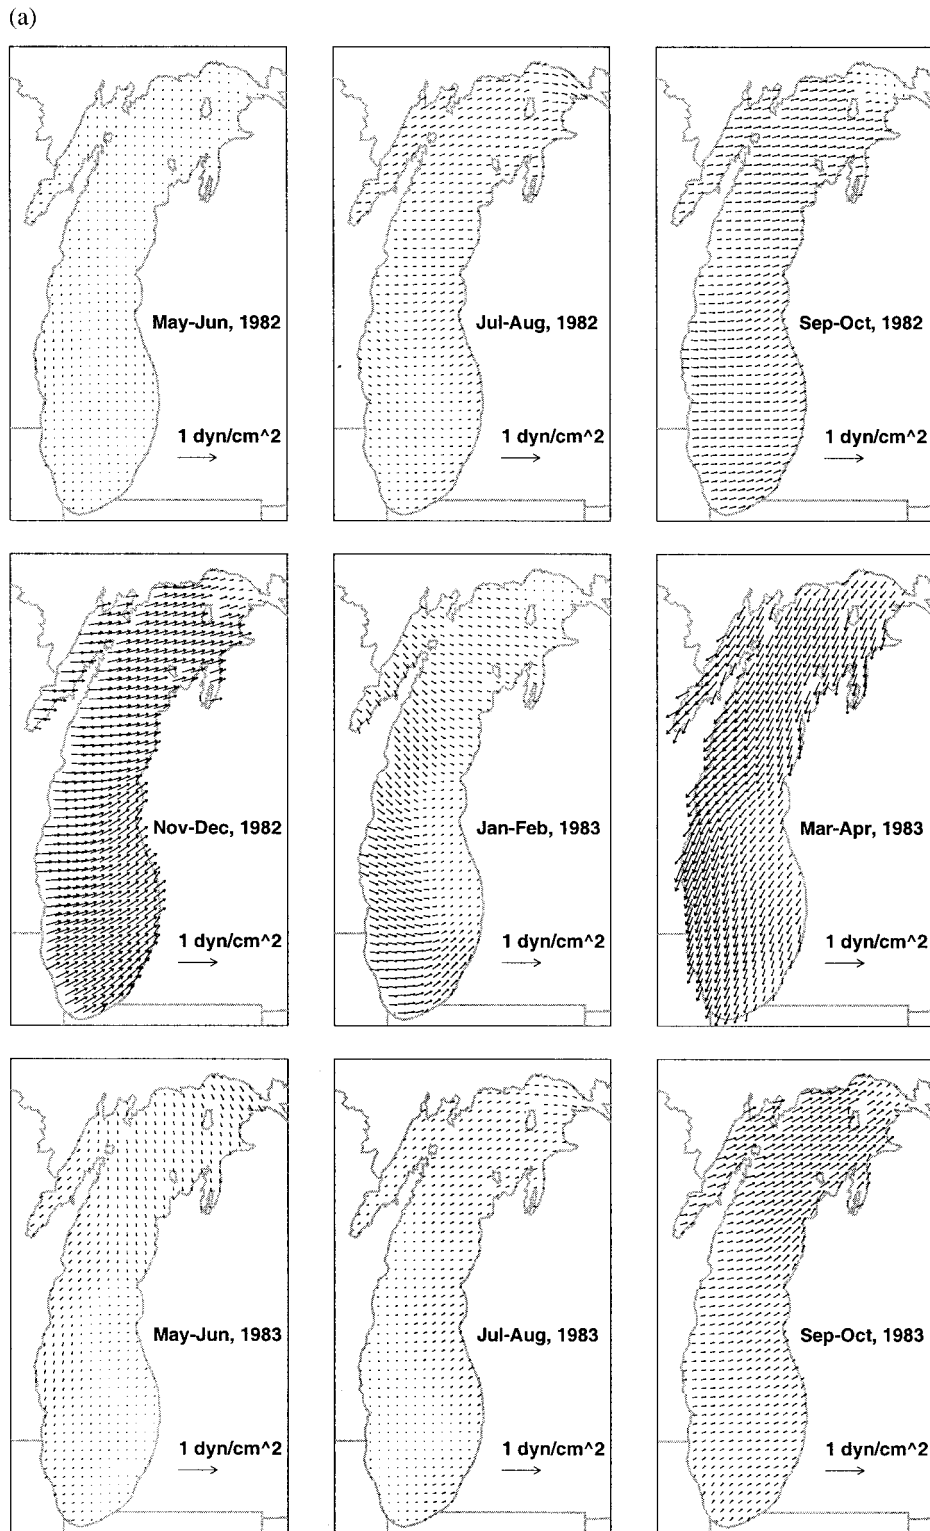 (a)
May-Jun, 1982
1 dyn/cm^2
Jul-Aug, 1982
1 dyn/cm^2
Sep-Oct, 1982
1 dyn/cm^2
Nov-Dec, 1982
1 dyn/cm^2
Jan-Feb, 1983
1 dyn/cm^2
Mar-Apr, 1983
1 dyn/cm^2
May-Jun, 1983
1 dyn/cm^2
Jul-Aug, 1983
1 dyn/cm^2
Sep-Oct, 1983
1 dyn/cm^2